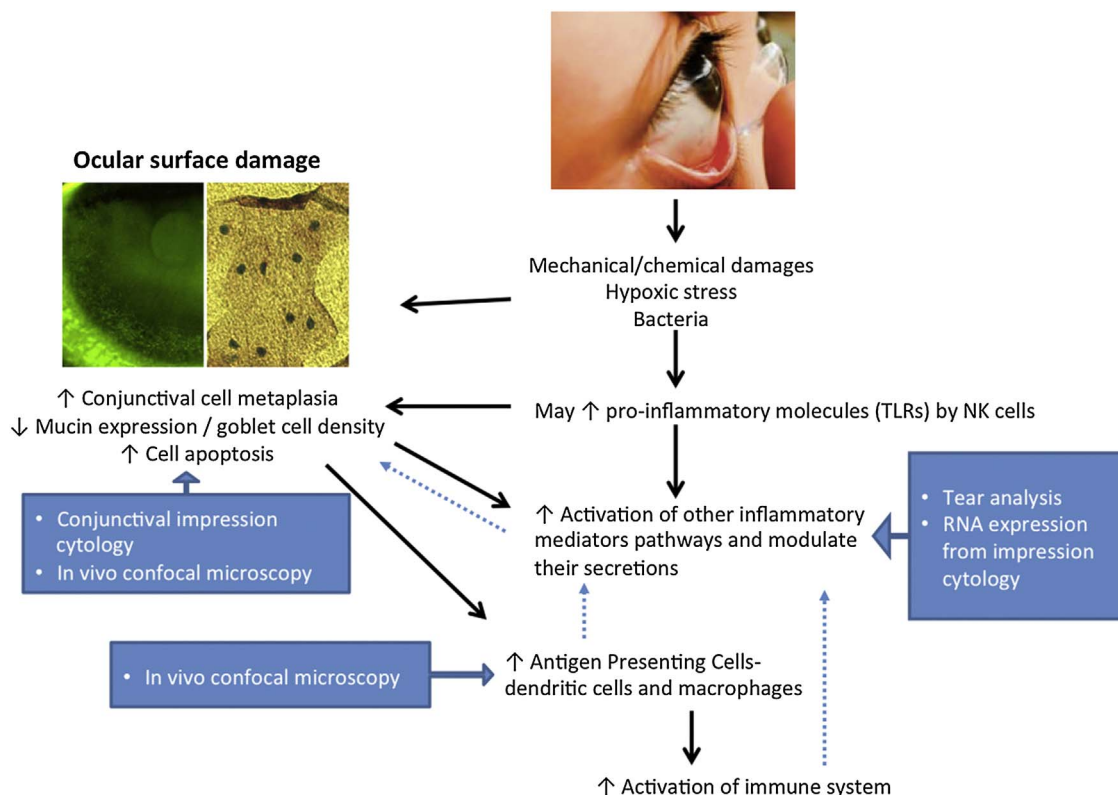 Ocular surface damage
Mechanical/chemical damages
Hypoxic stress
Bacteria
↑ Conjunctival cell metaplasia
↓ Mucin expression / goblet cell density
↑ Cell apoptosis
May ↑ pro-inflammatory molecules (TLRs) by NK cells
• Conjunctival impression
cytology
• In vivo confocal microscopy
↑ Activation of other inflammatory
mediators pathways and modulate
their secretions
• Tear analysis
• RNA expression
from impression
cytology
• In vivo confocal microscopy
↑ Antigen Presenting Cells-
dendritic cells and macrophages
↑ Activation of immune system